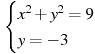 x² + y² = 9
y = −3